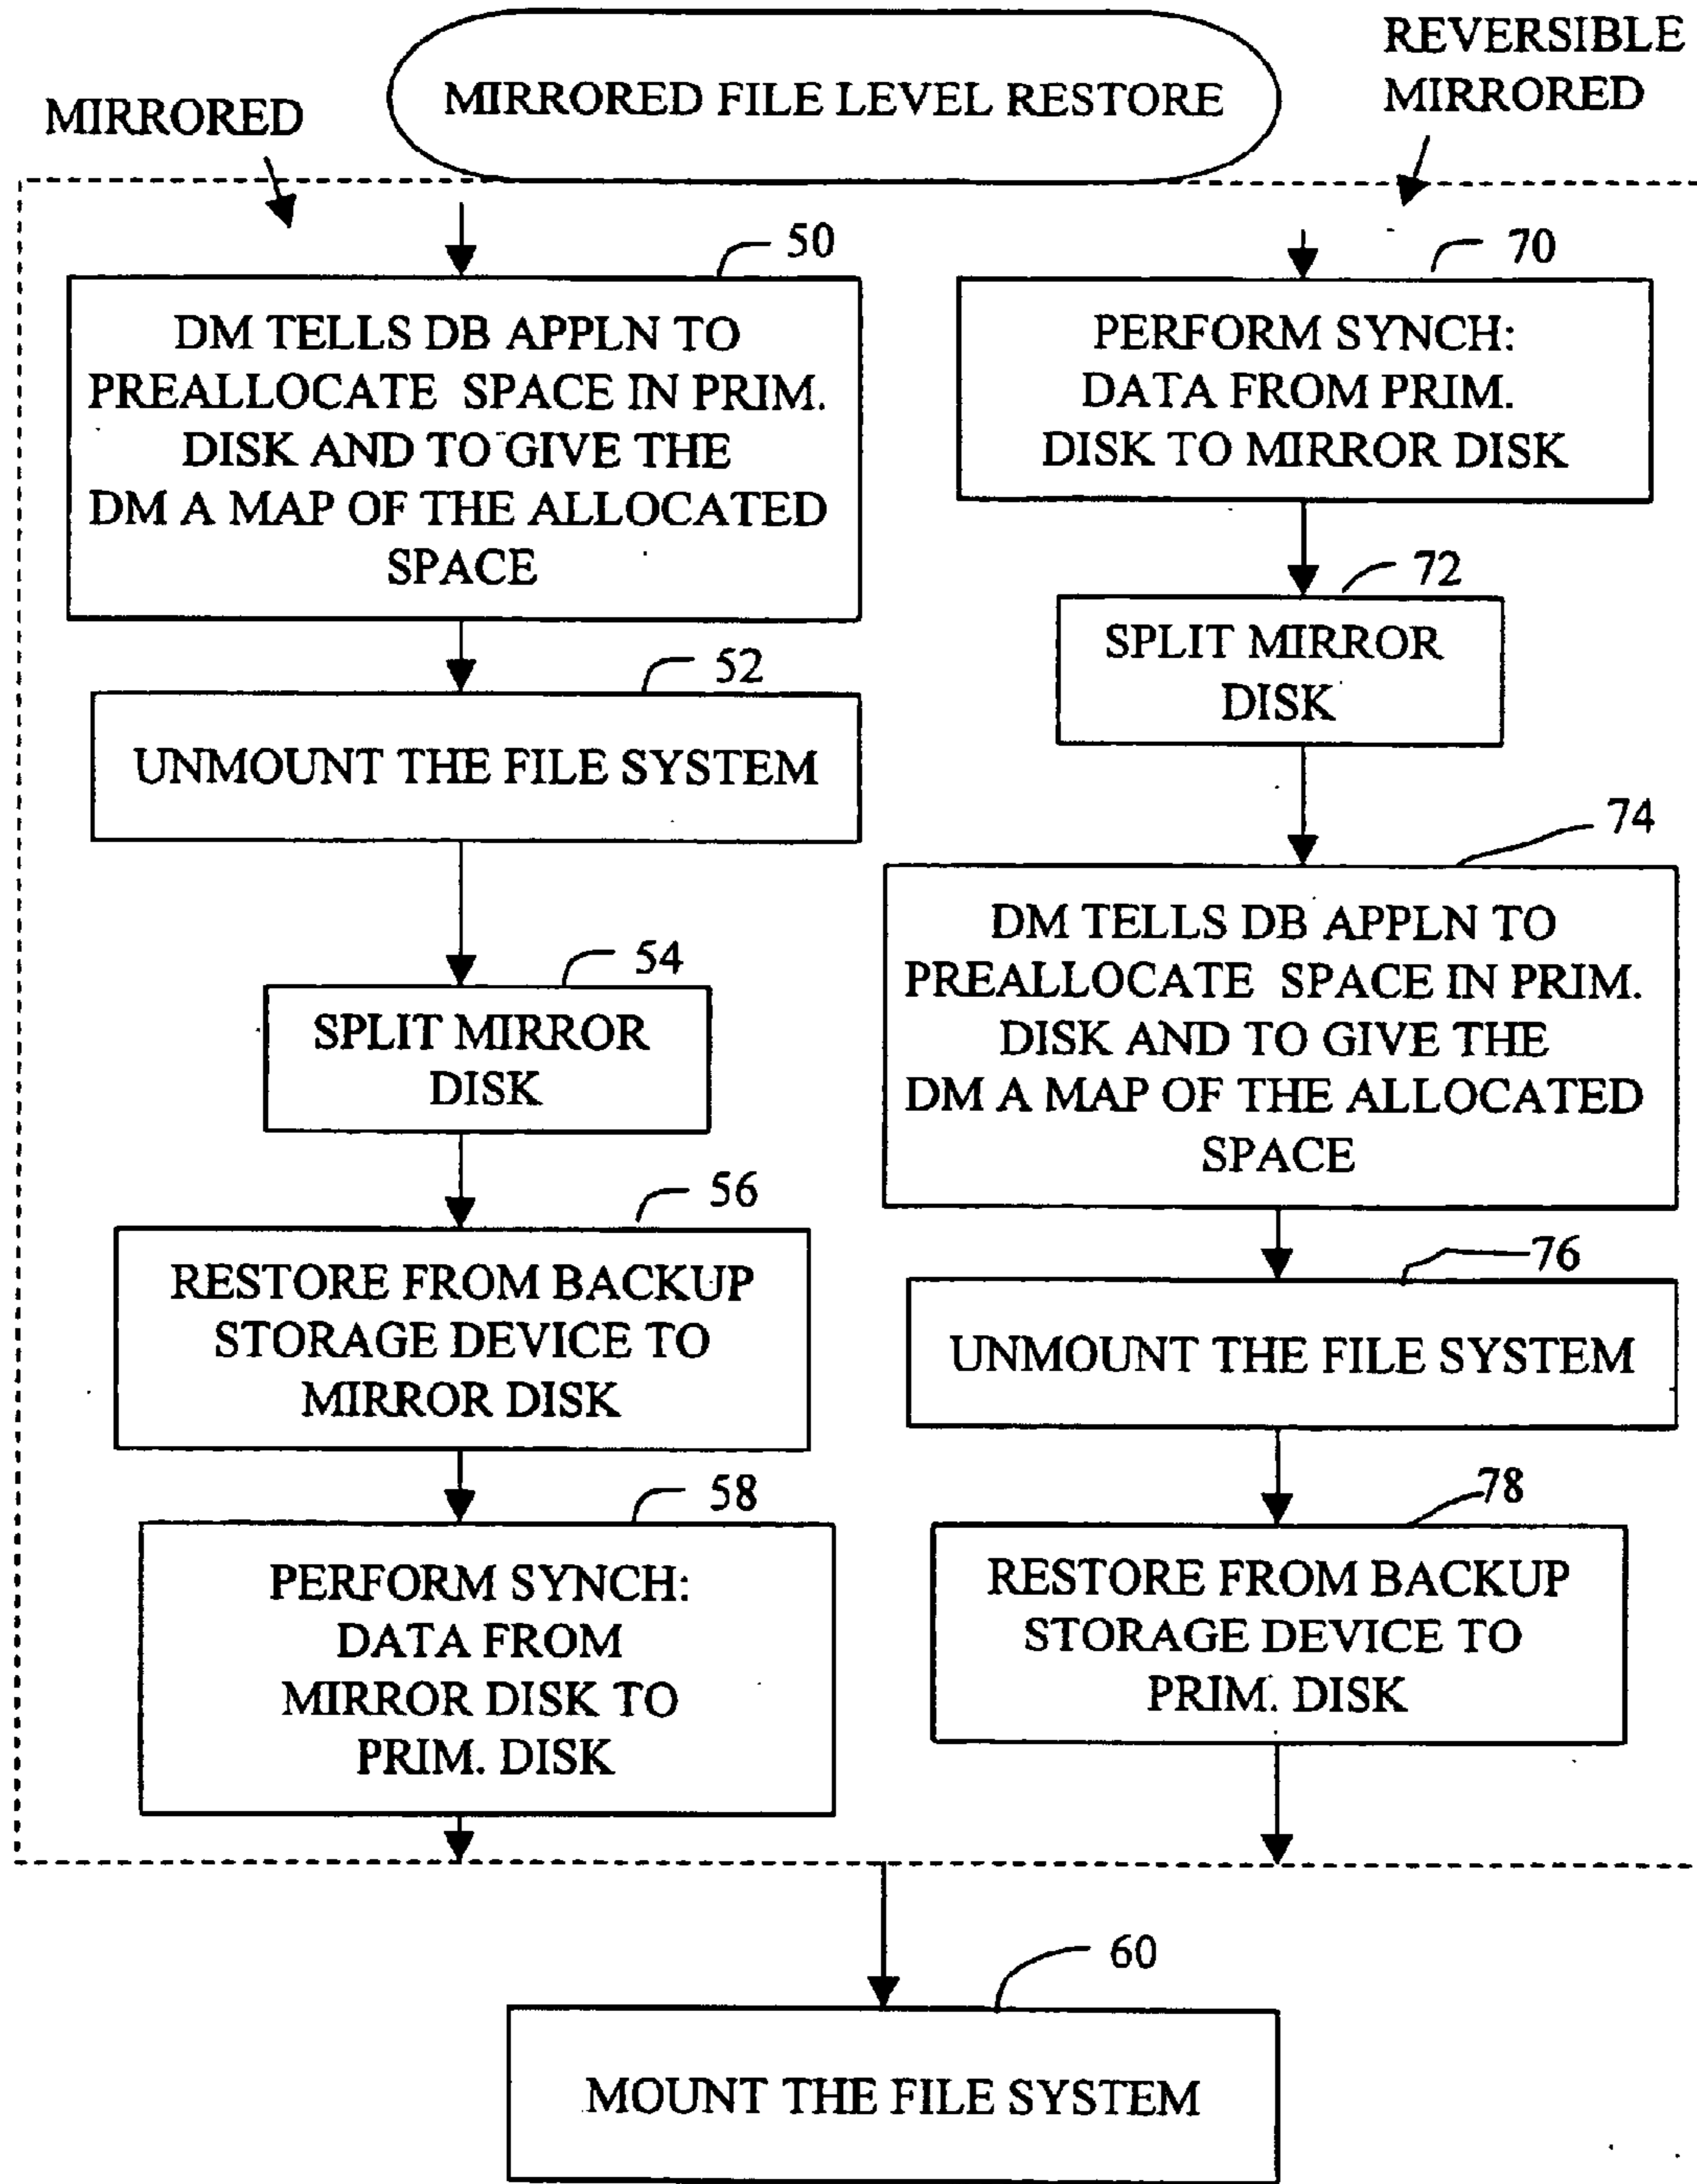 MIRRORED FILE LEVEL RESTORE
MIRRORED
REVERSIBLE
MIRRORED
50
DM TELLS DB APPLN TO
PREALLOCATE SPACE IN PRIM.
DISK AND TO GIVE THE
DM A MAP OF THE ALLOCATED
SPACE
52
UNMOUNT THE FILE SYSTEM
54
SPLIT MIRROR
DISK
56
RESTORE FROM BACKUP
STORAGE DEVICE TO
MIRROR DISK
58
PERFORM SYNCH:
DATA FROM
MIRROR DISK TO
PRIM. DISK
70
PERFORM SYNCH:
DATA FROM PRIM.
DISK TO MIRROR DISK
72
SPLIT MIRROR
DISK
74
DM TELLS DB APPLN TO
PREALLOCATE SPACE IN PRIM.
DISK AND TO GIVE THE
DM A MAP OF THE ALLOCATED
SPACE
76
UNMOUNT THE FILE SYSTEM
78
RESTORE FROM BACKUP
STORAGE DEVICE TO
PRIM. DISK
60
MOUNT THE FILE SYSTEM